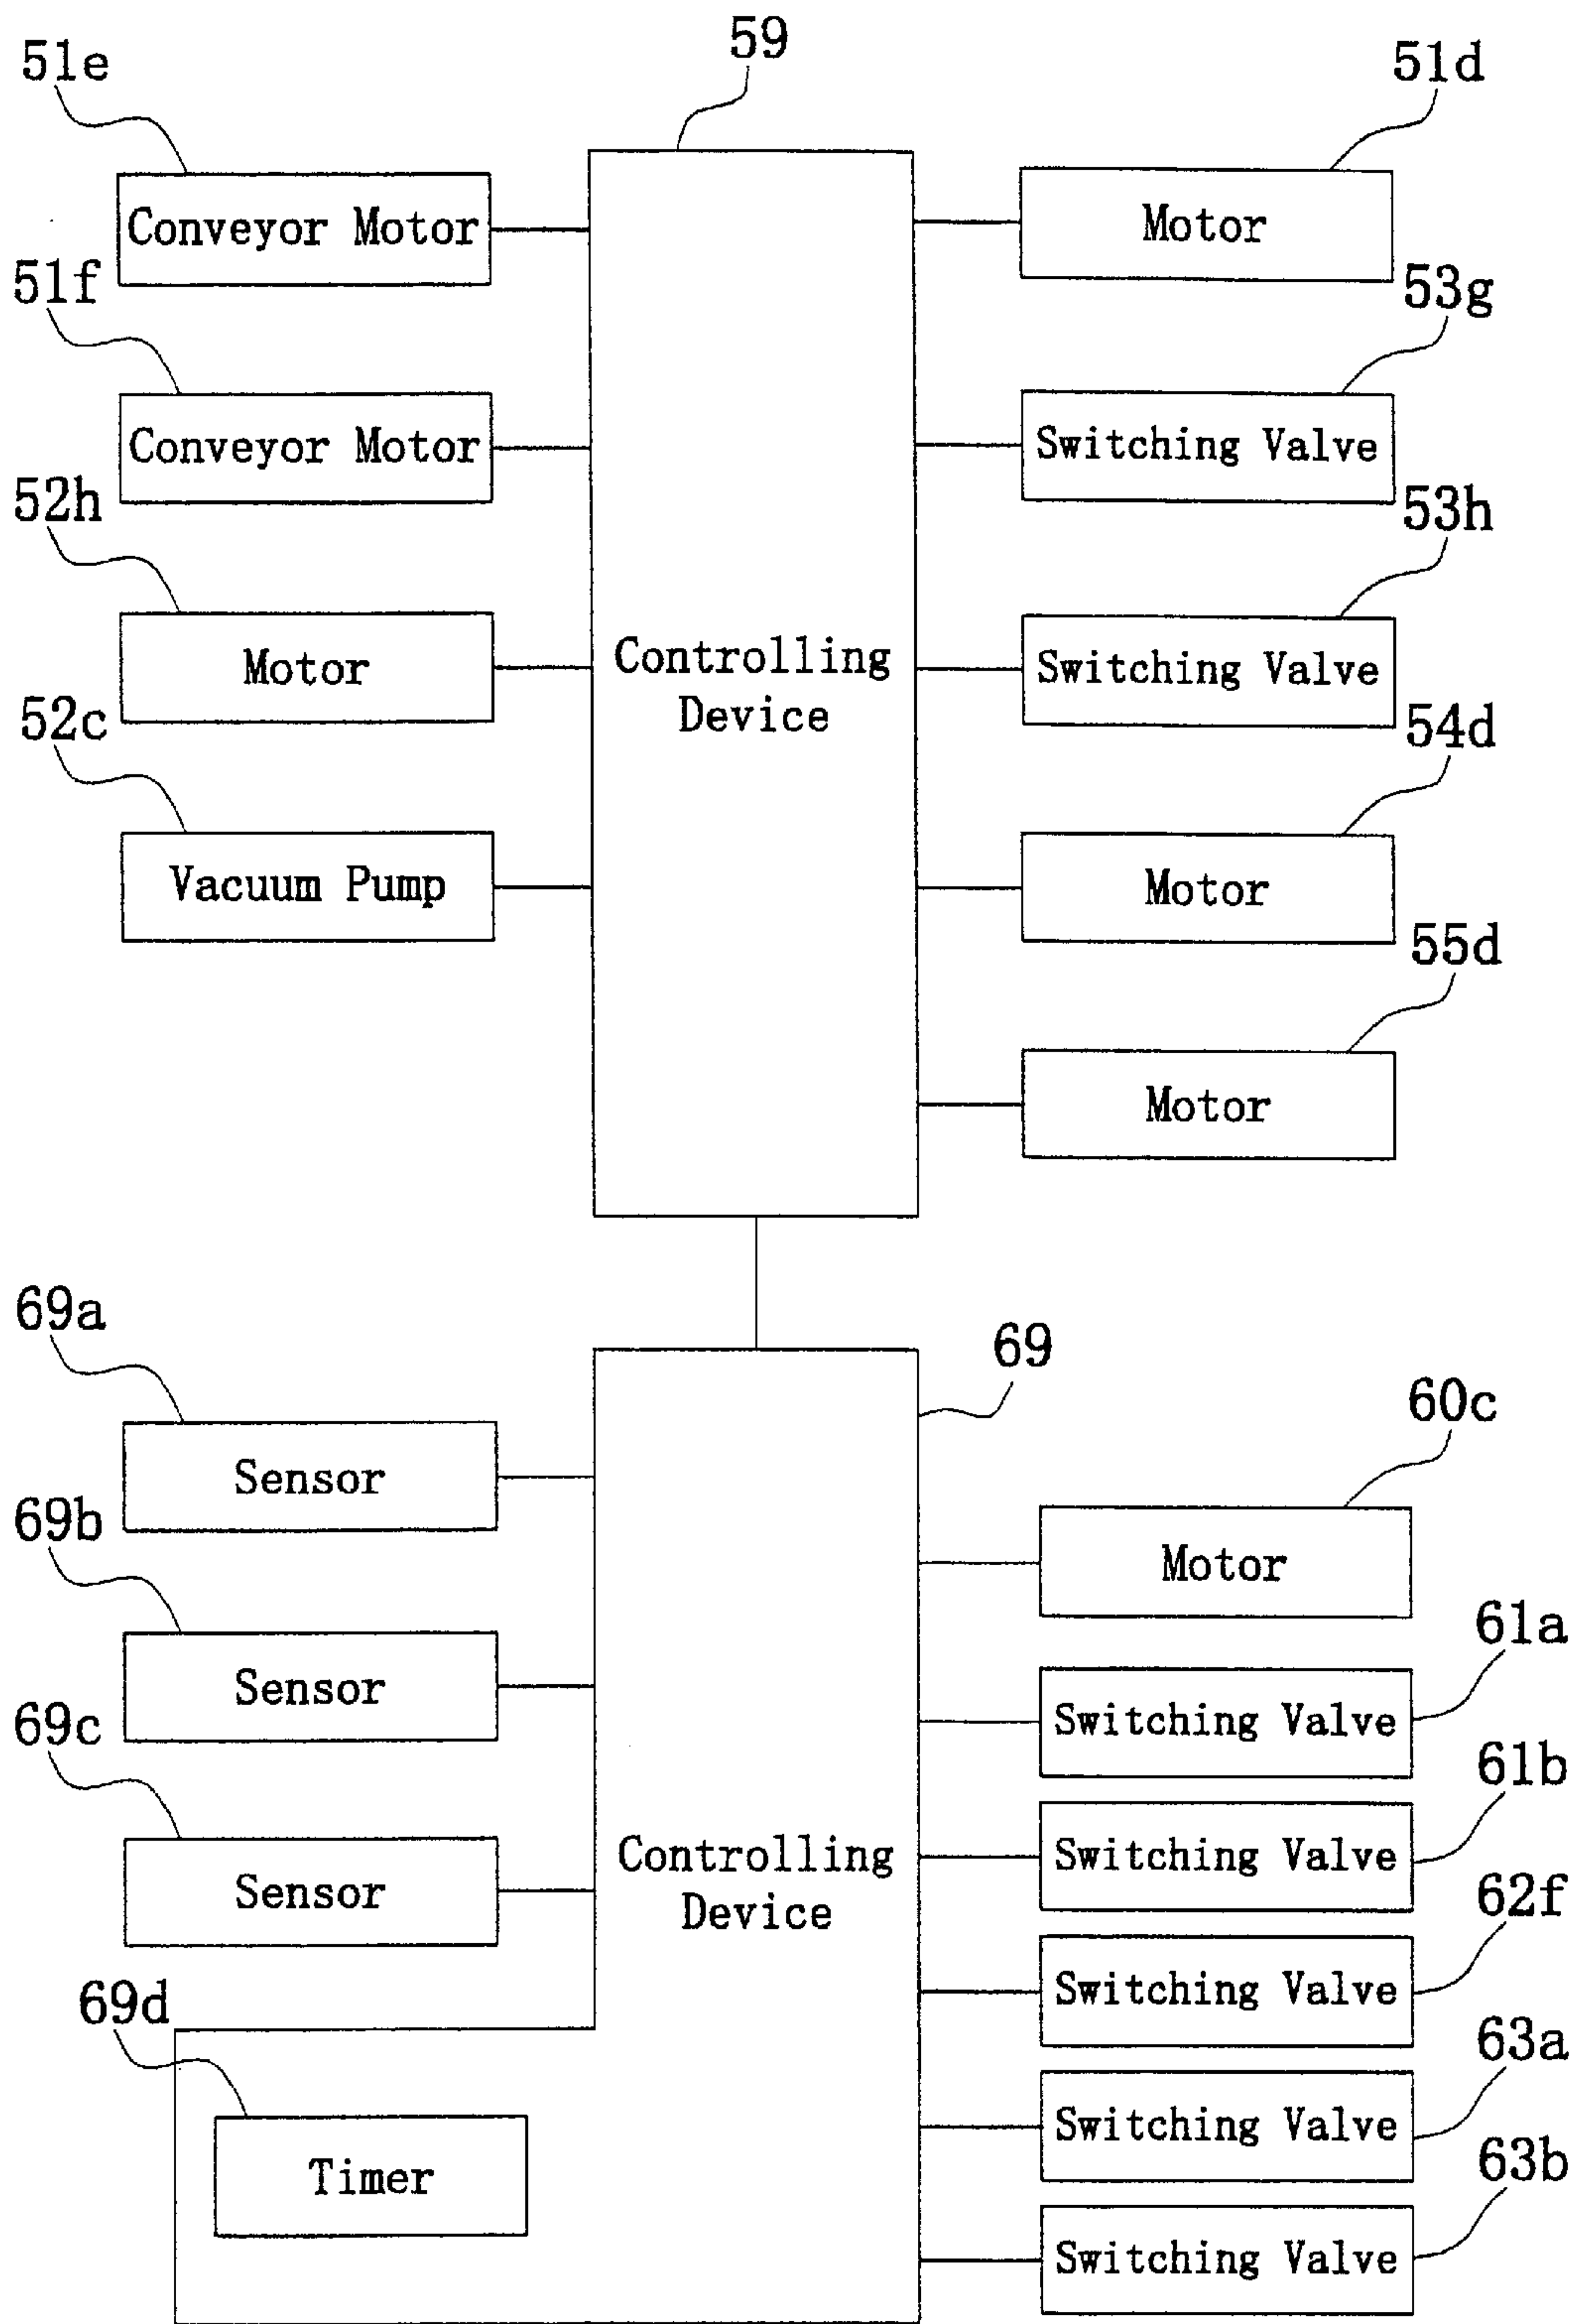 59
51e
51d
Conveyor Motor
Motor
51f
53g
Conveyor Motor
Switching Valve
52h
53h
Motor
Controlling
Device
Switching Valve
52c
54d
Vacuum Pump
Motor
55d
Motor
69a
69
60c
Sensor
69b
Motor
Sensor
61a
69c
Switching Valve
61b
Sensor
Controlling
Device
Switching Valve
62f
69d
Switching Valve
63a
Timer
Switching Valve
63b
Switching Valve